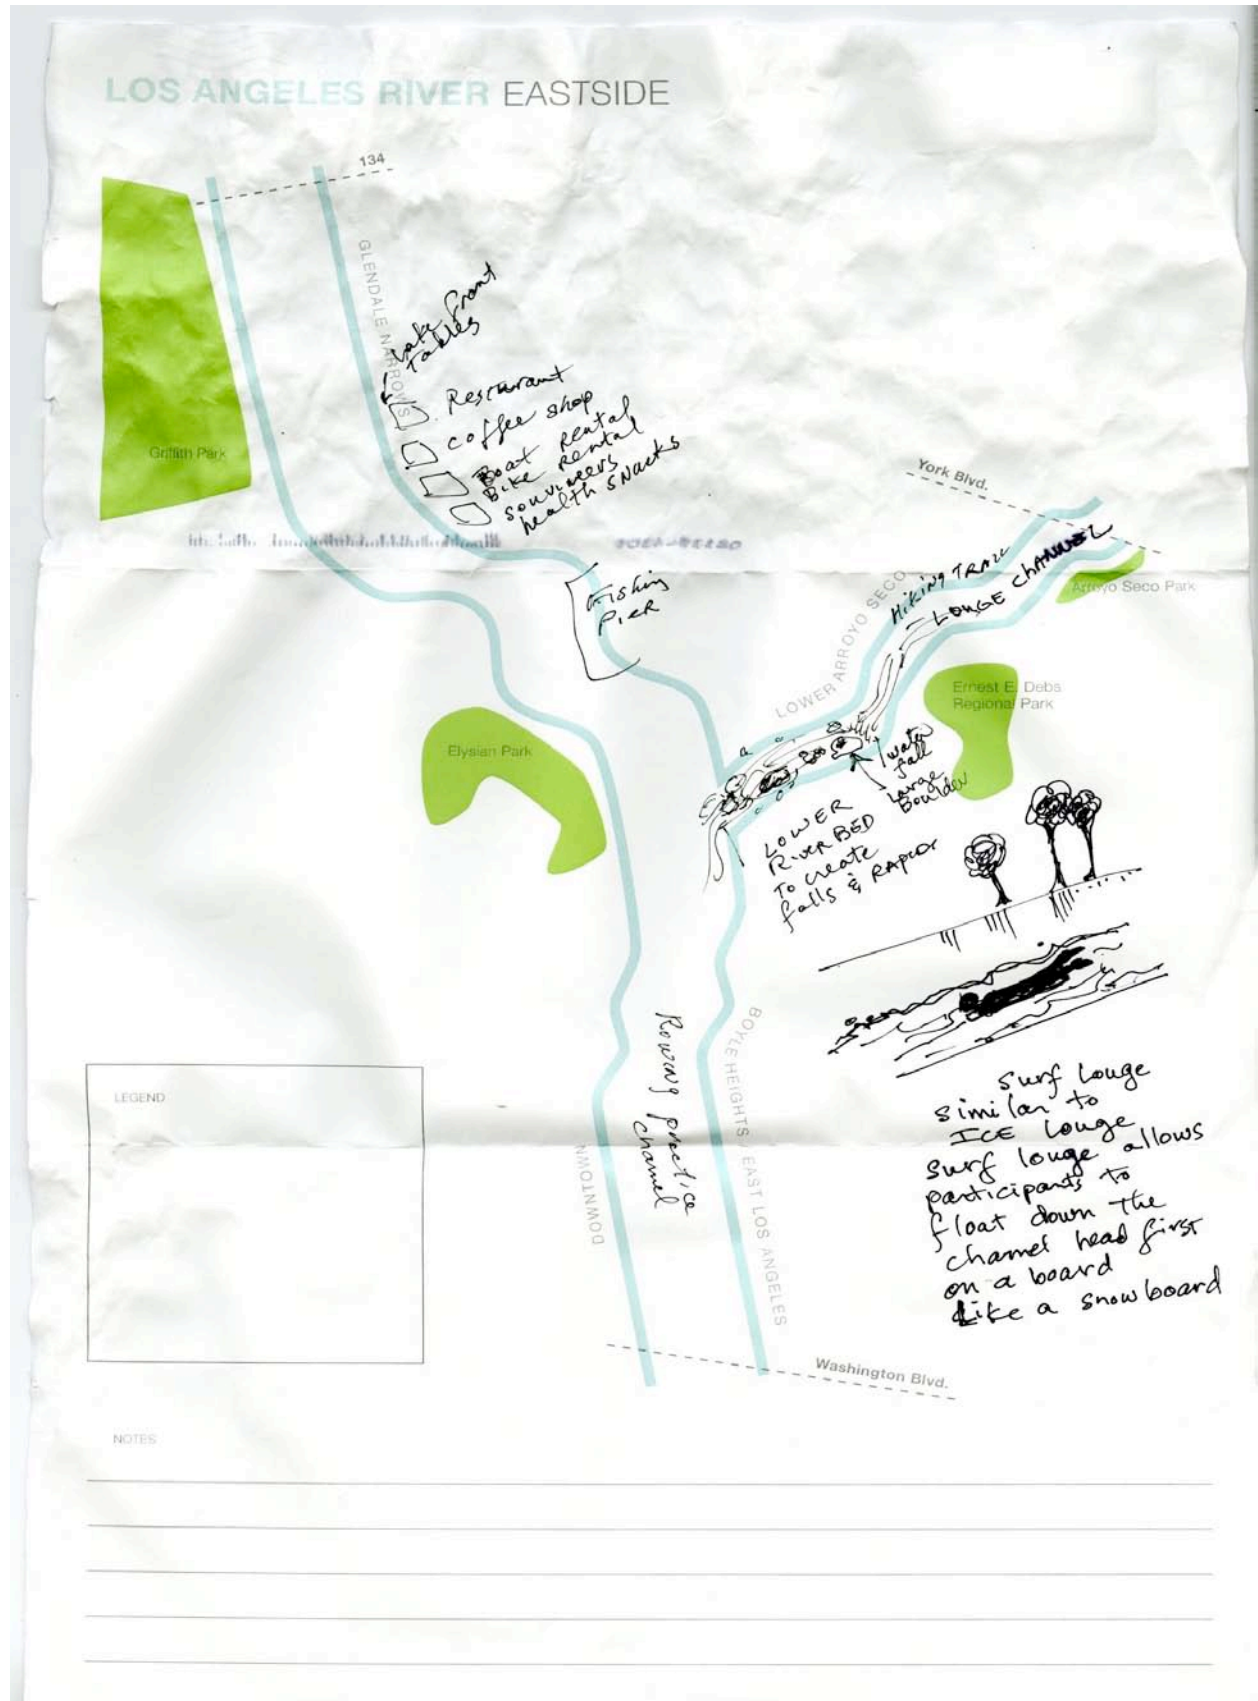 LOS ANGELES RIVER EASTSIDE
134
GLENDALE NARROWS
front
Tables
Restaurant
coffee shop
Boat Rental
Bike Rental
souvineers
health SNacks
Griffith Park
York Blvd.
Fishing
PieR
LOWER ARROYO SECO
HiKiNG TRAIL
LOUGE ChANNEL
Arroyo Seco Park
Ernest E. Debs
Regional Park
Elysian Park
water
fall
Large
Boulder
LOWER
RiveR BED
To create
falls & RAPIDS
Rowing practice
channel
DOWNTOWN
BOYLE HEIGHTS / EAST LOS ANGELES
LEGEND
Surf Louge
similar to
ICE Louge
Surf louge allows
participants to
float down the
channel head first
on a board
Like a snowboard
Washington Blvd.
NOTES